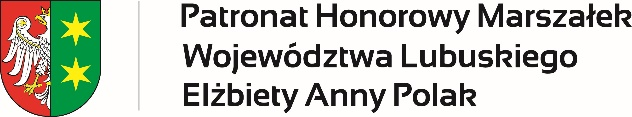 Patronat Honorowy Marszałek
Województwa Lubuskiego
Elżbiety Anny Polak